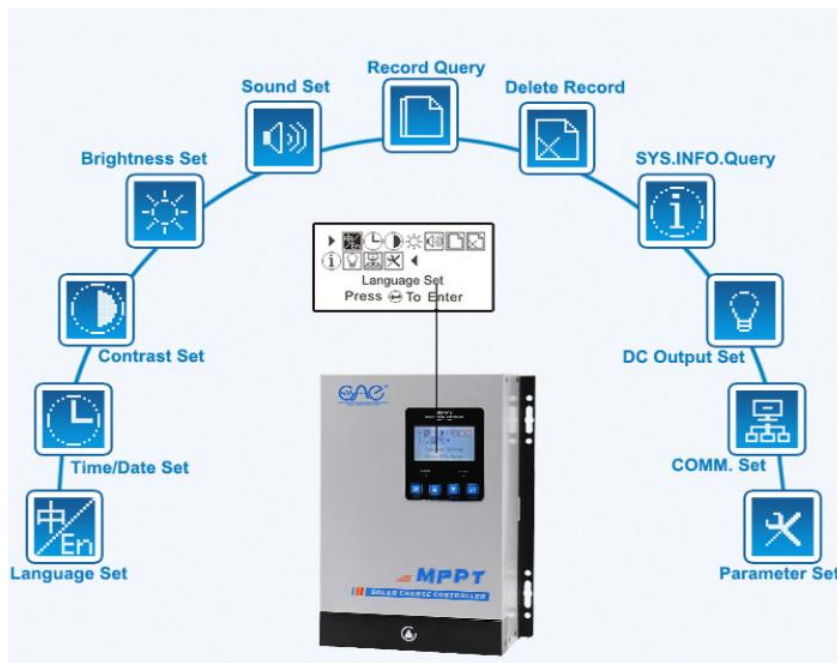 Record Query
Sound Set
Delete Record
Brightness Set
SYS.INFO.Query
Language Set
Press To Enter
Contrast Set
DC Output Set
Time/Date Set
COMM. Set
中/En
Language Set
Parameter Set
MPPT
MPPT
SOLAR CHARGE CONTROLLER